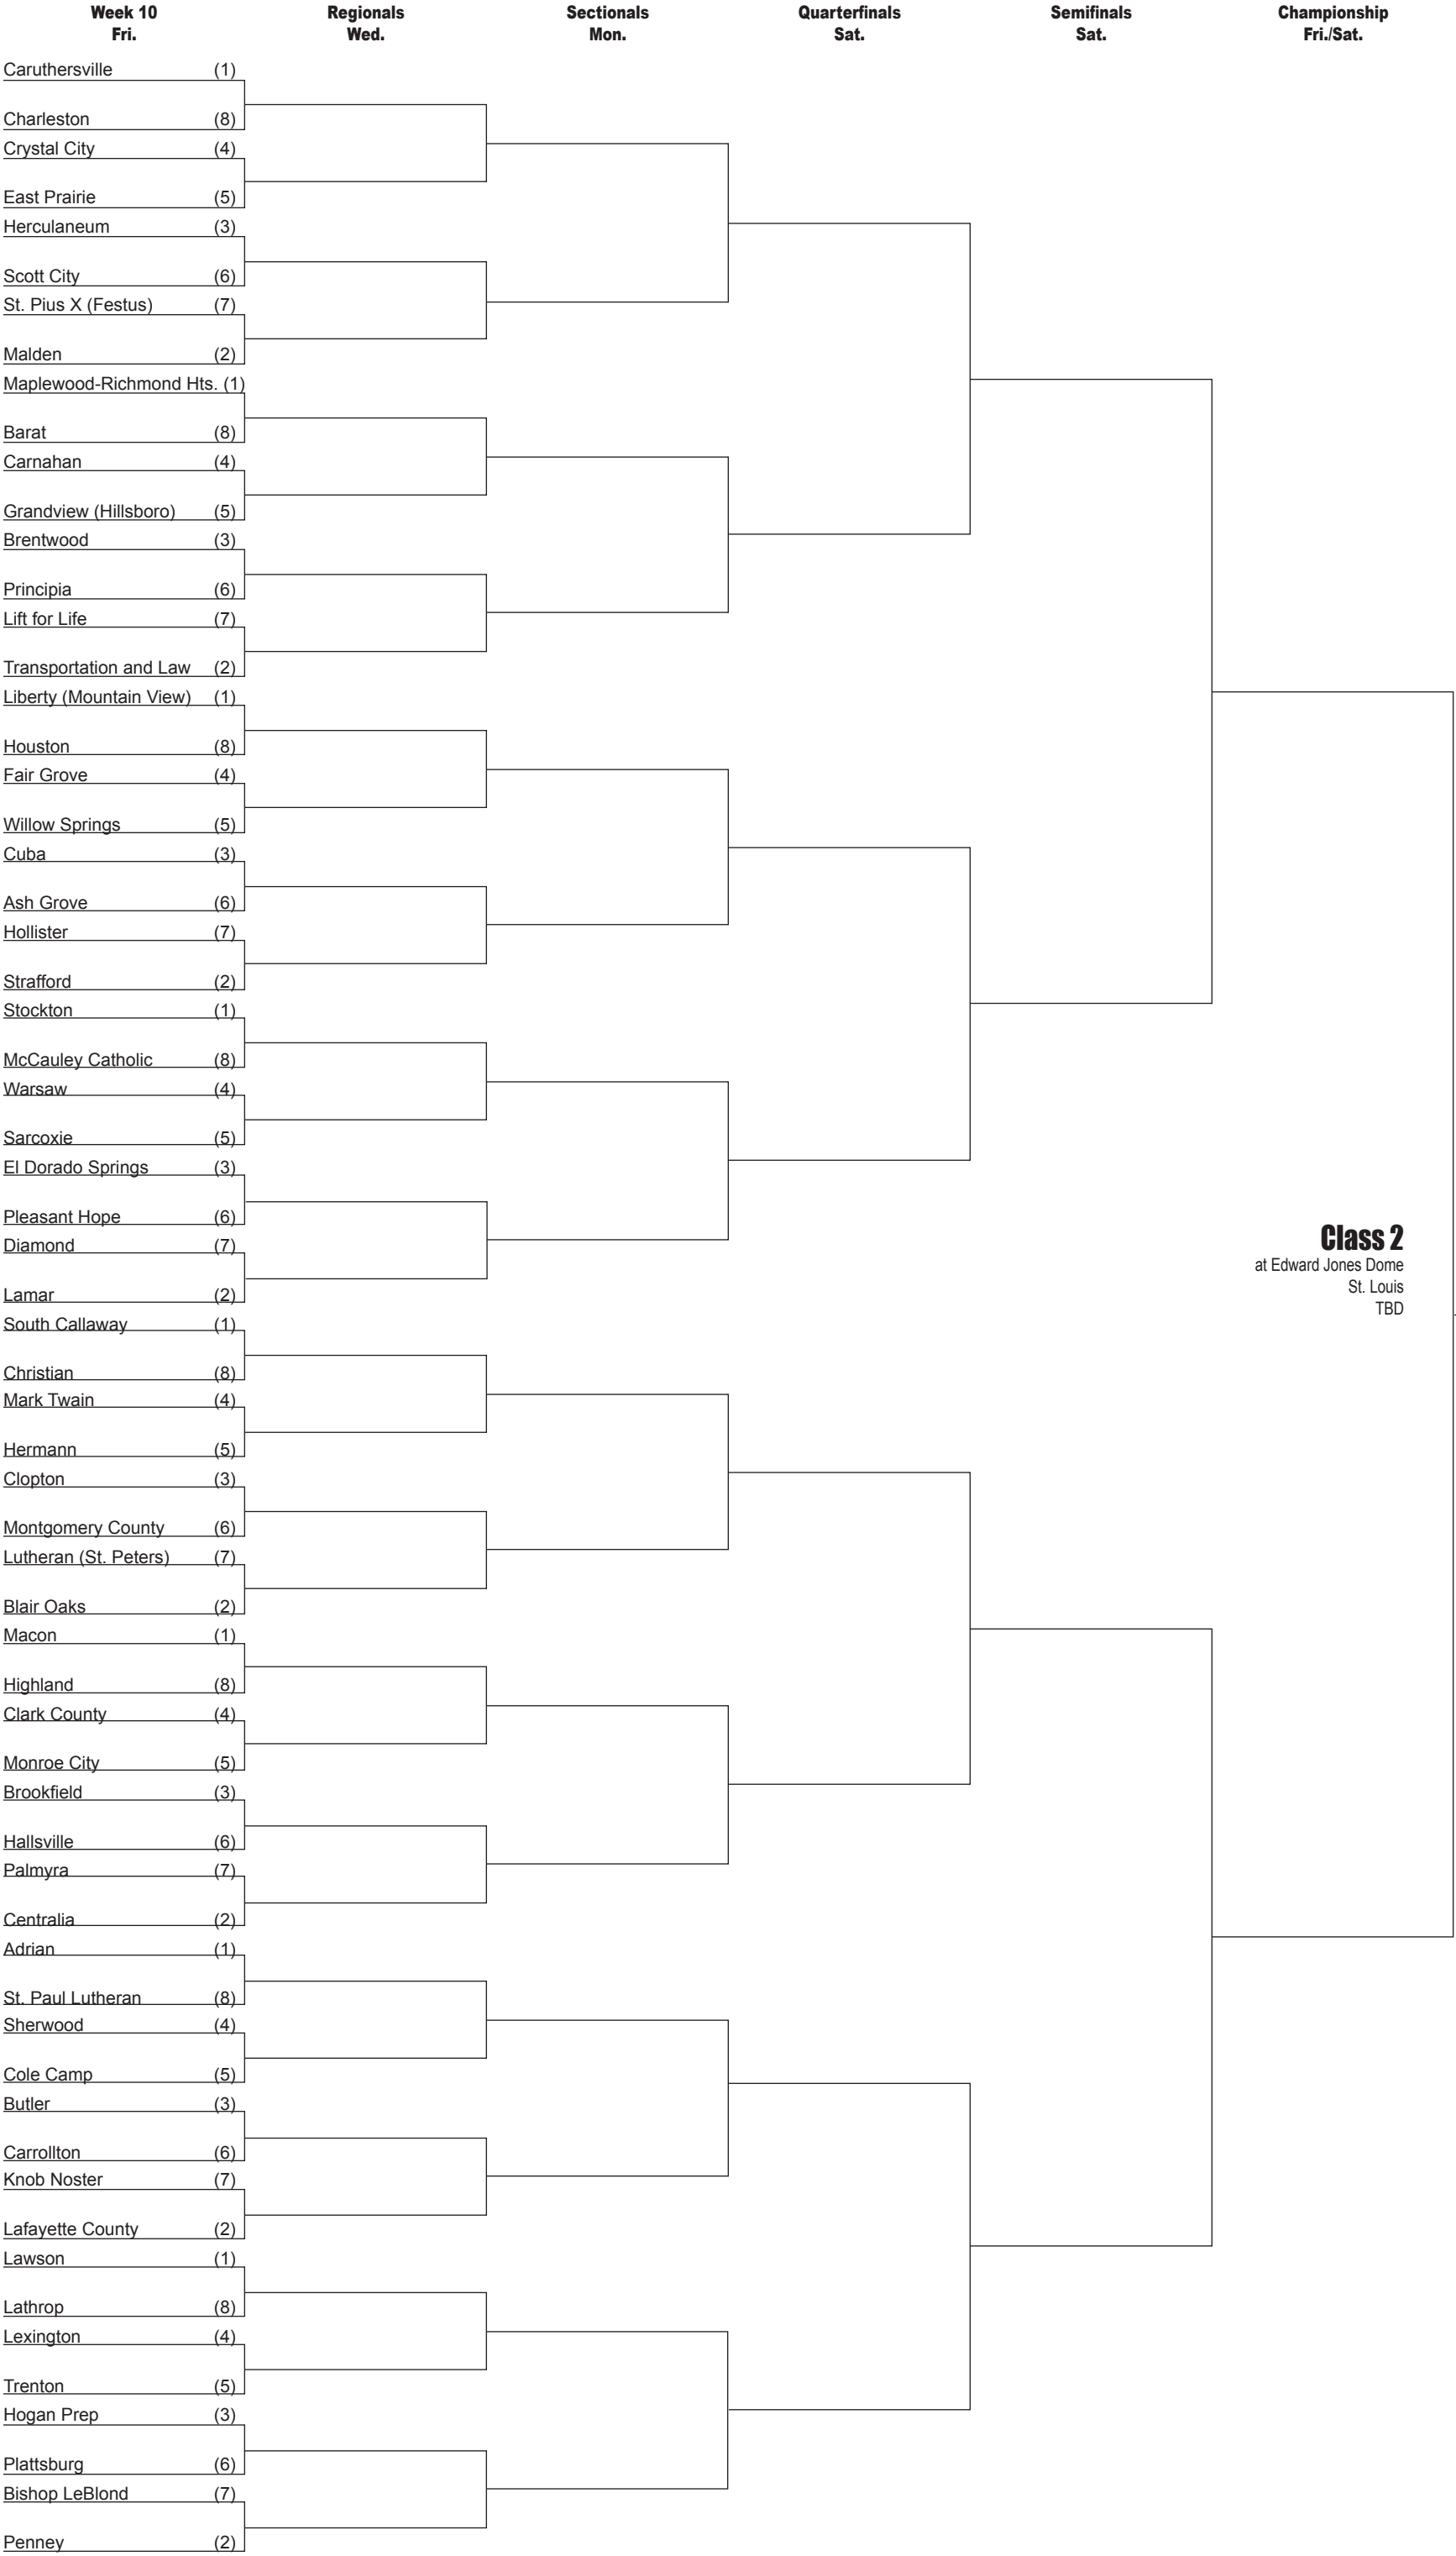 Week 10 Regionals Sectionals Quarterfinals Semifinals Championship
Fri. Wed. Mon. Sat. Sat. Fri./Sat.
Caruthersville (1)
Charleston (8)
Crystal City (4)
East Prairie (5)
Herculaneum (3)
Scott City (6)
St. Pius X (Festus) (7)
Malden (2)
Maplewood-Richmond Hts. (1)
Barat (8)
Carnahan (4)
Grandview (Hillsboro) (5)
Brentwood (3)
Principia (6)
Lift for Life (7)
Transportation and Law (2)
Liberty (Mountain View) (1)
Houston (8)
Fair Grove (4)
Willow Springs (5)
Cuba (3)
Ash Grove (6)
Hollister (7)
Strafford (2)
Stockton (1)
McCauley Catholic (8)
Warsaw (4)
Sarcoxie (5)
El Dorado Springs (3)
Pleasant Hope (6)
Diamond (7)
Lamar (2)
Class 2
at Edward Jones Dome
St. Louis
TBD
South Callaway (1)
Christian (8)
Mark Twain (4)
Hermann (5)
Clopton (3)
Montgomery County (6)
Lutheran (St. Peters) (7)
Blair Oaks (2)
Macon (1)
Highland (8)
Clark County (4)
Monroe City (5)
Brookfield (3)
Hallsville (6)
Palmyra (7)
Centralia (2)
Adrian (1)
St. Paul Lutheran (8)
Sherwood (4)
Cole Camp (5)
Butler (3)
Carrollton (6)
Knob Noster (7)
Lafayette County (2)
Lawson (1)
Lathrop (8)
Lexington (4)
Trenton (5)
Hogan Prep (3)
Plattsburg (6)
Bishop LeBlond (7)
Penney (2)